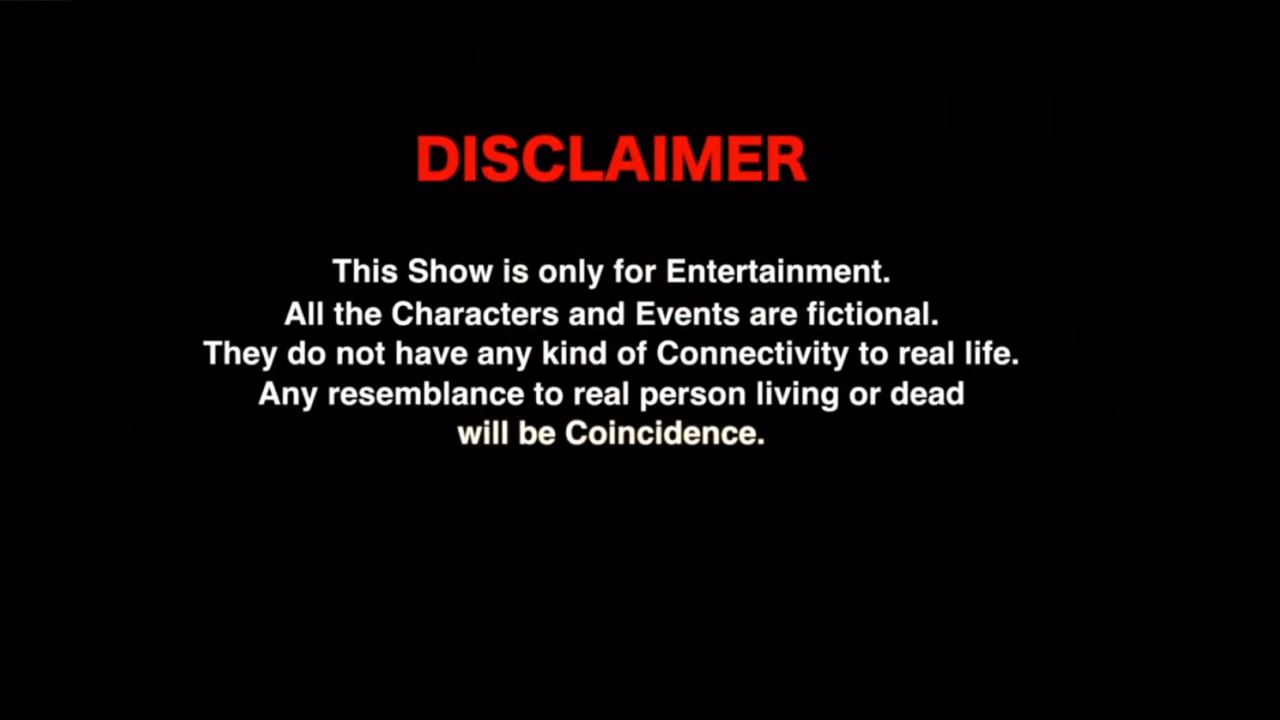 DISCLAIMER
This Show is only for Entertainment.
All the Characters and Events are fictional.
They do not have any kind of Connectivity to real life.
Any resemblance to real person living or dead
will be Coincidence.